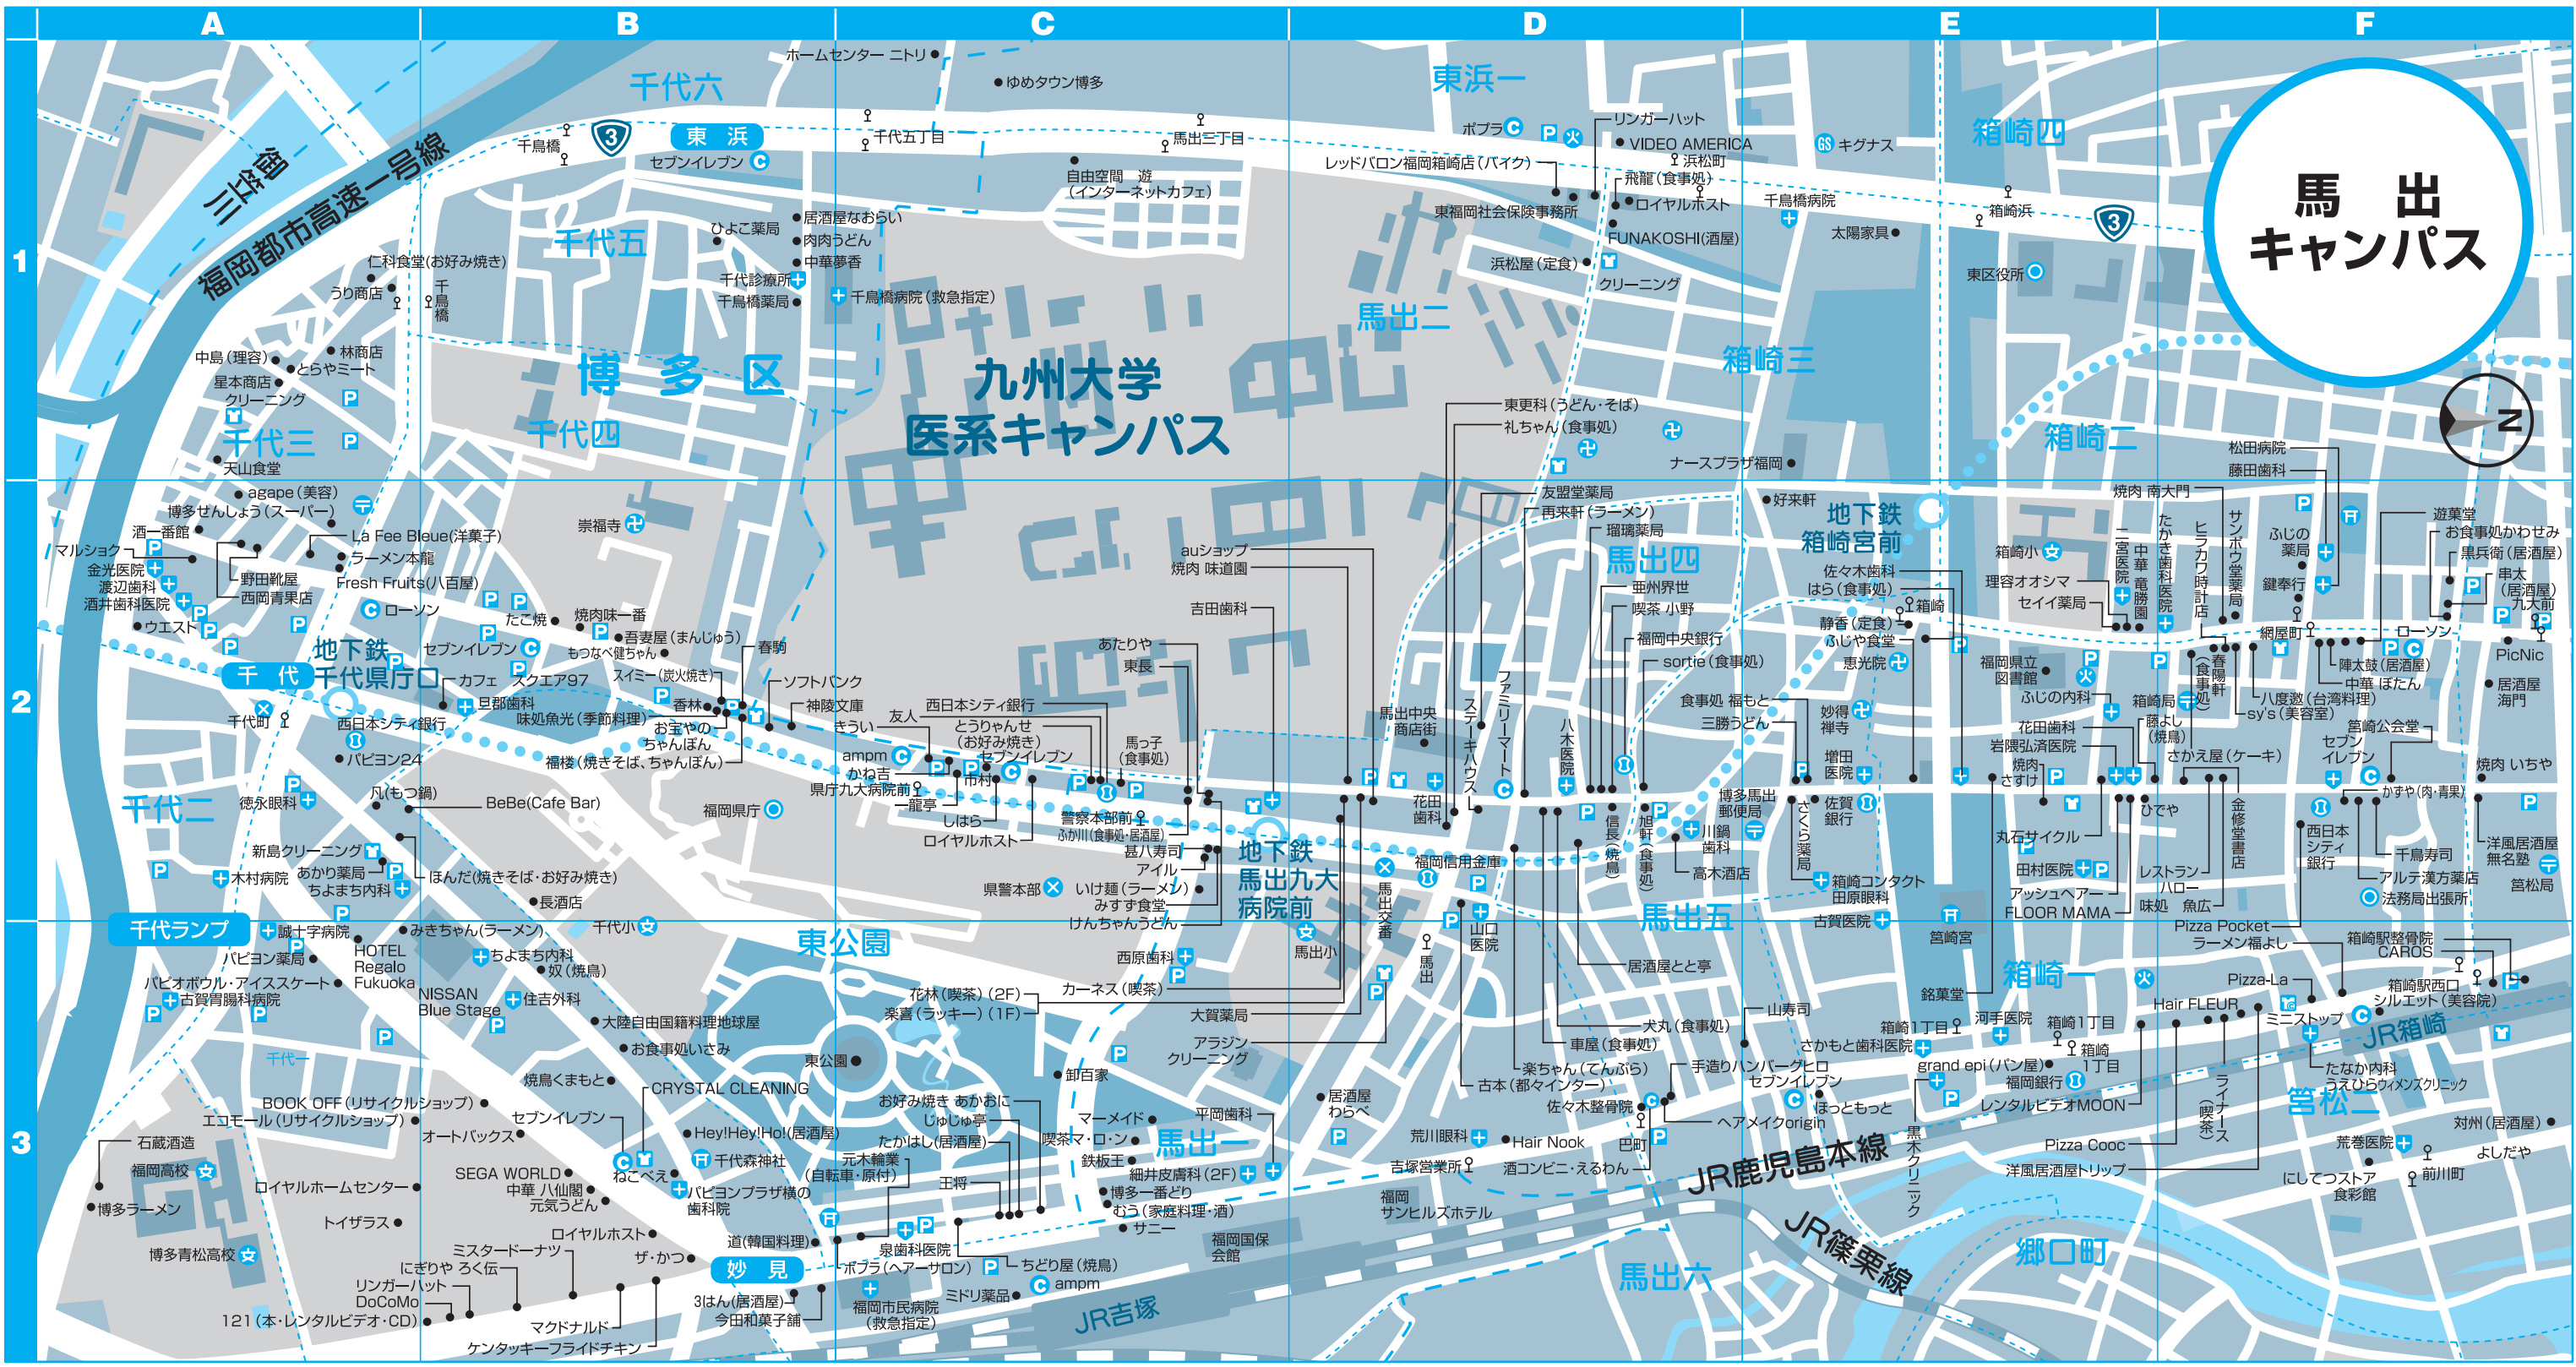 A
B
C
D
E
F
1
2
3
馬 出
キャンパス
N
御笠川
福岡都市高速一号線
ホームセンター ニトリ
ゆめタウン博多
千代六
東 浜
3
千鳥橋
セブンイレブン
千代五丁目
馬出三丁目
自由空間 遊
(インターネットカフェ)
東浜一
ポプラ
リンガーハット
VIDEO AMERICA
浜松町
レッドバロン福岡箱崎店(バイク)
飛龍(食事処)
東福岡社会保険事務所
ロイヤルホスト
FUNAKOSHI(酒屋)
浜松屋(定食)
クリーニング
キグナス
箱崎四
千鳥橋病院
太陽家具
箱崎浜
3
東区役所
ひよこ薬局
居酒屋なおらい
肉肉うどん
中華夢香
千代五
千代診療所
千鳥橋薬局
千鳥橋病院(救急指定)
仁科食堂(お好み焼き)
うり商店
千鳥橋
中島(理容)
林商店
とらやミート
星本商店
クリーニング
千代三
天山食堂
博 多 区
千代四
九州大学
医系キャンパス
馬出二
箱崎三
東更科(うどん・そば)
礼ちゃん(食事処)
ナースプラザ福岡
箱崎二
松田病院
藤田歯科
agape(美容)
博多せんしょう(スーパー)
酒一番館
マルショク
金光医院
渡辺歯科
酒井歯科医院
ウエスト
La Fee Bleue(洋菓子)
ラーメン本龍
野田靴屋
西岡青果店
Fresh Fruits(八百屋)
ローソン
崇福寺
たこ焼
焼肉味一番
吾妻屋(まんじゅう)
もつなべ健ちゃん
春駒
セブンイレブン
スイミー(炭火焼き)
千 代
地下鉄
千代県庁口
カフェ スクエア97
旦郡歯科
香林
味処魚光(季節料理)
お宝やの
ちゃんぽん
福楼(焼きそば、ちゃんぽん)
ソフトバンク
神陵文庫
千代町
西日本シティ銀行
パピヨン24
千代二
徳永眼科
凡(もつ鍋)
BeBe(Cafe Bar)
新島クリーニング
あかり薬局
ちよまち内科
木村病院
ほんだ(焼きそば・お好み焼き)
長酒店
福岡県庁
きうい
友人
西日本シティ銀行
とうりゃんせ
(お好み焼き)
ampm
かね吉
県庁九大病院前
一龍亭
市村
セブンイレブン
馬っ子
(食事処)
しはら
ロイヤルホスト
警察本部前
ふか川(食事処・居酒屋)
甚八寿司
アイル
県警本部
いけ麺(ラーメン)
みすず食堂
けんちゃんうどん
auショップ
焼肉 味道園
吉田歯科
あたりや
東長
地下鉄
馬出九大
病院前
友盟堂薬局
再来軒(ラーメン)
瑠璃薬局
馬出四
亜州界世
喫茶 小野
福岡中央銀行
sortie(食事処)
馬出中央
商店街
ステーキハウス
ファミリーマート
八木医院
花田
歯科
福岡信用金庫
馬出交番
信長(焼鳥)
旭軒(食事処)
川鍋
歯科
高木酒店
博多馬出
郵便局
馬出五
好来軒
地下鉄
箱崎宮前
佐々木歯科
はら(食事処)
箱崎
静香(定食)
ふじや食堂
恵光院
食事処 福もと
三勝うどん
妙得
禅寺
増田
医院
さくら薬局
佐賀
銀行
箱崎コンタクト
田原眼科
古賀医院
筥崎宮
箱崎小
理容オオシマ
セイイ薬局
二宮医院
中華 竜勝園
たかき歯科医院
ヒラカワ時計店
サンボウ堂薬局
焼肉 南大門
福岡県立
図書館
ふじの内科
箱崎局
花田歯科
藤よし
(焼鳥)
岩隈弘済医院
焼肉
さすけ
丸石サイクル
田村医院
アッシュヘアー
FLOOR MAMA
ひでや
春陽軒
(食事処)
さかえ屋(ケーキ)
金修堂書店
レストラン
ハロー
味処 魚広
Pizza Pocket
ラーメン福よし
ふじの
薬局
鍵奉行
網屋町
八度邀(台湾料理)
sy's(美容室)
陣太鼓(居酒屋)
中華 ぼたん
筥崎公会堂
セブン
イレブン
かずや(肉・青果)
西日本
シティ
銀行
千鳥寿司
アルテ漢方薬店
法務局出張所
遊菓堂
お食事処かわせみ
黒兵衛(居酒屋)
串太
(居酒屋)
九大前
ローソン
PicNic
居酒屋
海門
焼肉 いちや
洋風居酒屋
無名塾
筥松局
千代ランプ
誠十字病院
パピヨン薬局
HOTEL
Regalo
Fukuoka
パピオボウル・アイススケート
古賀胃腸科病院
みきちゃん(ラーメン)
千代小
ちよまち内科
奴(焼鳥)
NISSAN
Blue Stage
住吉外科
大陸自由国籍料理地球屋
お食事処いさみ
千代一
焼鳥くまもと
BOOK OFF(リサイクルショップ)
エコモール(リサイクルショップ)
オートバックス
セブンイレブン
CRYSTAL CLEANING
Hey!Hey!Ho!(居酒屋)
千代森神社
石蔵酒造
福岡高校
博多ラーメン
博多青松高校
ロイヤルホームセンター
トイザラス
SEGA WORLD
中華 八仙閣
元気うどん
ねこべえ
パピヨンプラザ横の
歯科院
ロイヤルホスト
ザ・かつ
ミスタードーナツ
にぎりや ろく伝
リンガーハット
DoCoMo
121(本・レンタルビデオ・CD)
マクドナルド
ケンタッキーフライドチキン
妙 見
道(韓国料理)
3はん(居酒屋)
今田和菓子舗
東公園
東公園
西原歯科
花林(喫茶)(2F)
楽喜(ラッキー)(1F)
カーネス(喫茶)
大賀薬局
アラジン
クリーニング
卸百家
お好み焼き あかおに
じゅじゅ亭
たかはし(居酒屋)
元木輪業
(自転車・原付)
王将
マーメイド
喫茶マ・ロ・ン
馬出一
鉄板王
平岡歯科
細井皮膚科(2F)
博多一番どり
むう(家庭料理・酒)
サニー
泉歯科医院
ポプラ(ヘアーサロン)
ちどり屋(焼鳥)
ampm
ミドリ薬品
福岡市民病院
(救急指定)
JR吉塚
福岡国保
会館
馬出小
馬出
山口
医院
居酒屋とと亭
犬丸(食事処)
車屋(食事処)
楽ちゃん(てんぷら)
古本(都々インター)
山寿司
手造りハンバーグヒロ
セブンイレブン
佐々木整骨院
ほっともっと
ヘアメイクorigin
居酒屋
わらべ
荒川眼科
Hair Nook
巴町
吉塚営業所
酒コンビニ・えるわん
福岡
サンヒルズホテル
JR鹿児島本線
JR篠栗線
馬出六
郷口町
箱崎一
銘菓堂
箱崎1丁目
河手医院
さかもと歯科医院
箱崎1丁目
箱崎
1丁目
grand epi(パン屋)
福岡銀行
レンタルビデオMOON
黒木クリニック
Pizza Cooc
洋風居酒屋トリップ
ライナース
(喫茶)
Hair FLEUR
Pizza-La
箱崎駅整骨院
CAROS
箱崎駅西口
シルエット(美容院)
ミニストップ
JR箱崎
たなか内科
うえひらウィメンズクリニック
筥松二
対州(居酒屋)
荒巻医院
よしだや
にしてつストア
食彩館
前川町